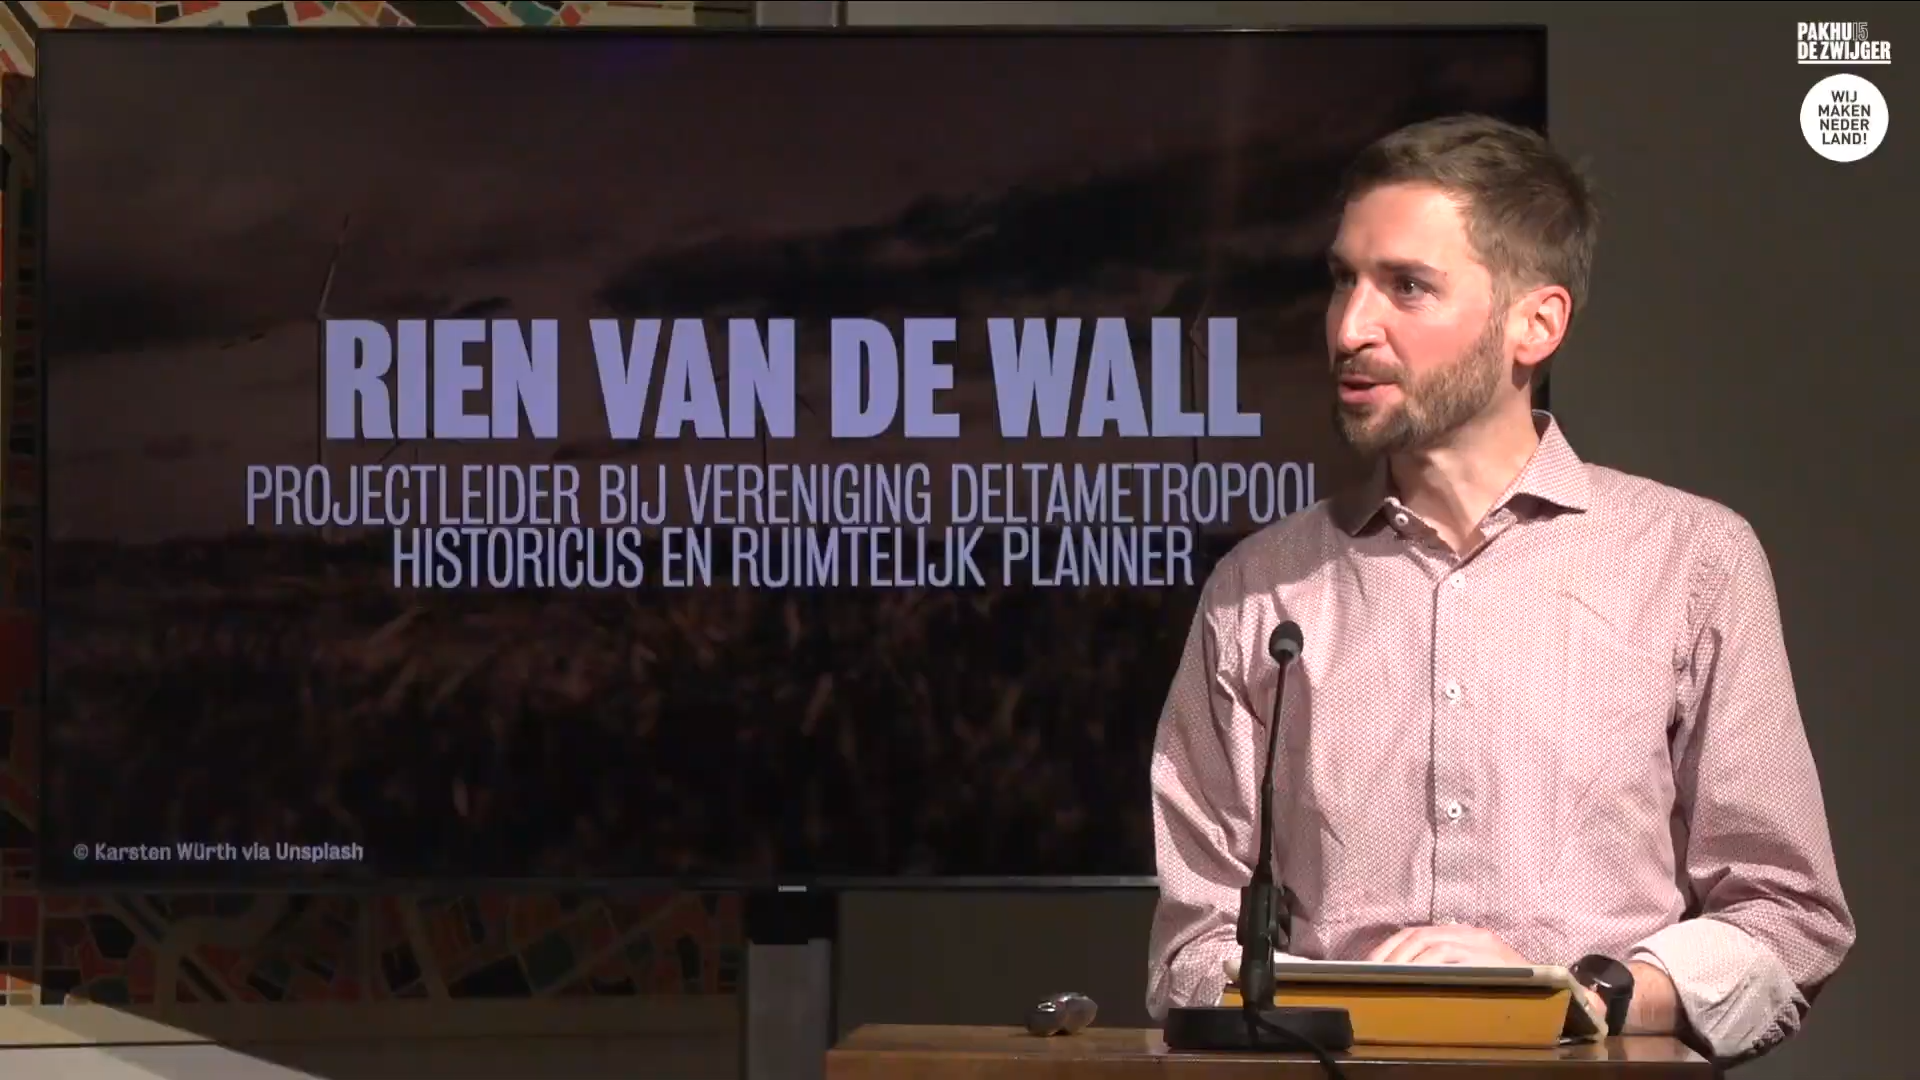 PAKHU15
DE ZWIJGER
WIJ
MAKEN
NEDER
LAND!
RIEN VAN DE WALL
PROJECTLEIDER BIJ VERENIGING DELTAMETROPOOL
HISTORICUS EN RUIMTELIJK PLANNER
© Karsten Würth via Unsplash